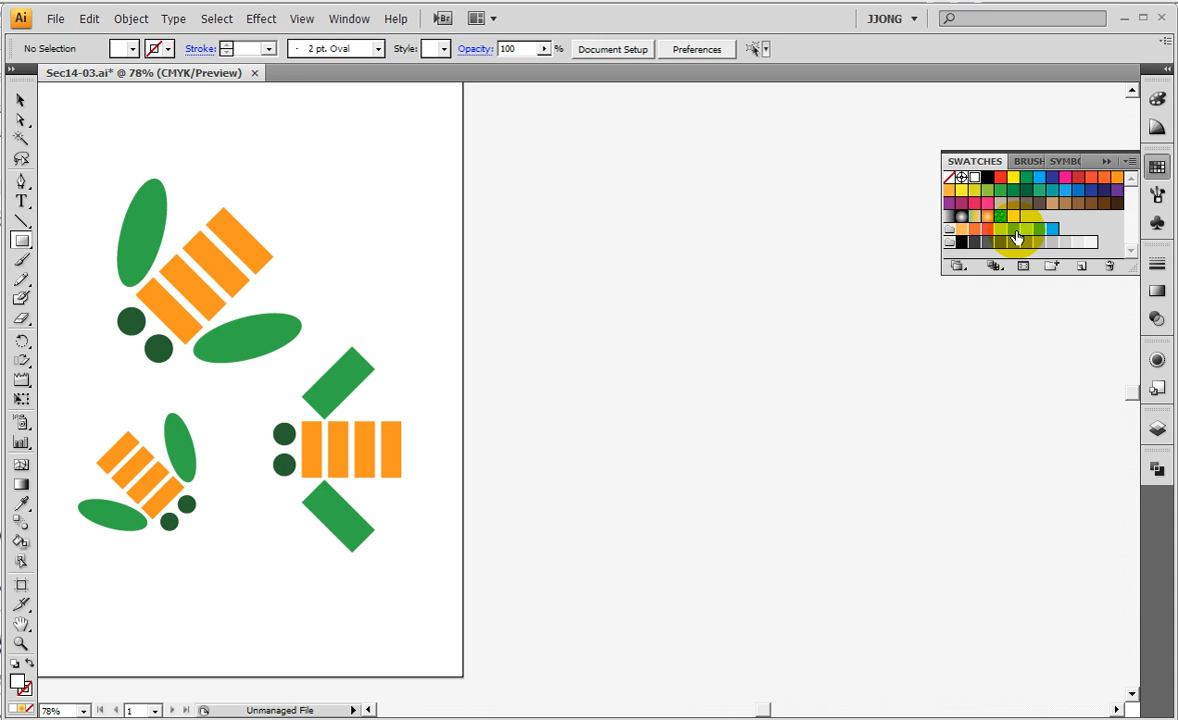 Ai File Edit Object Type Select Effect View Window Help Br JJONG
No Selection Stroke: 2 pt. Oval Style: Opacity: 100 % Document Setup Preferences
Sec14-03.ai* @ 78% (CMYK/Preview)
SWATCHES BRUSH SYMBO
T
78% 1 Unmanaged File